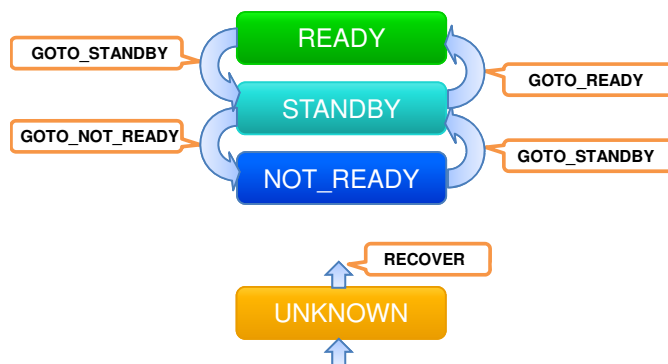 READY
GOTO_STANDBY
GOTO_READY
STANDBY
GOTO_NOT_READY
GOTO_STANDBY
NOT_READY
RECOVER
UNKNOWN